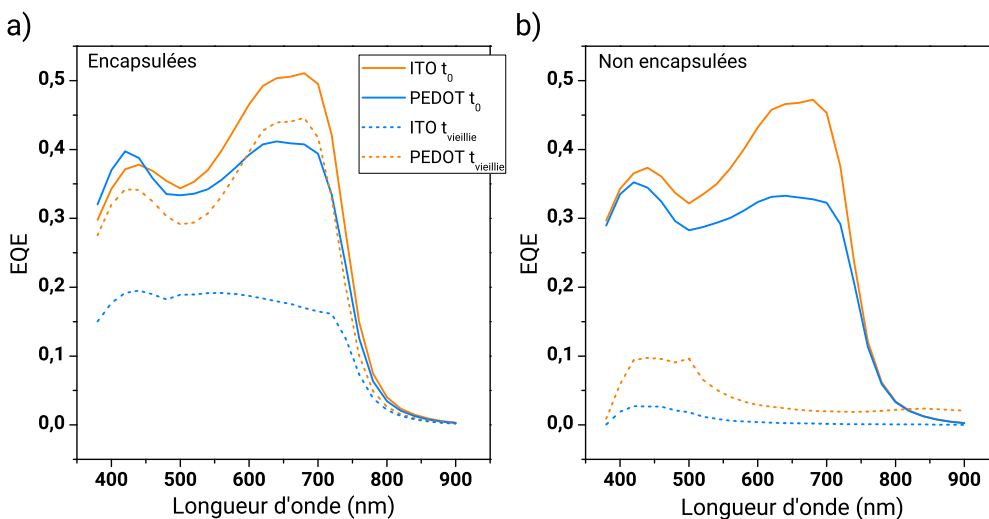 a)
Encapsulées
ITO t0
PEDOT t0
ITO tvieillie
PEDOT tvieillie
EQE
0,5
0,4
0,3
0,2
0,1
0,0
400 500 600 700 800 900
Longueur d'onde (nm)
b)
Non encapsulées
EQE
0,5
0,4
0,3
0,2
0,1
0,0
400 500 600 700 800 900
Longueur d'onde (nm)